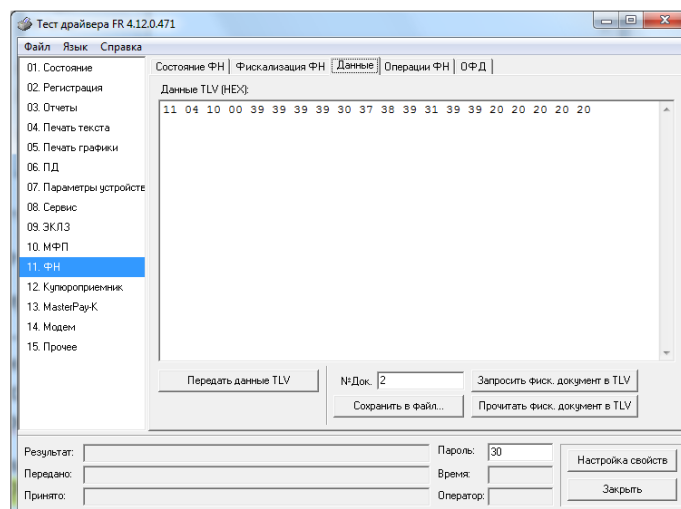 Тест драйвера FR 4.12.0.471
Файл Язык Справка
01. Состояние
02. Регистрация
03. Отчеты
04. Печать текста
05. Печать графики
06. ПД
07. Параметры устройств
08. Сервис
09. ЭКЛЗ
10. МФП
11. ФН
12. Купюроприемник
13. MasterPay-K
14. Модем
15. Прочее
Состояние ФН Фискализация ФН Данные Операции ФН ОФД
Данные TLV (HEX):
11 04 10 00 39 39 39 39 30 37 38 39 31 39 39 20 20 20 20 20
Передать данные TLV
№Док. 2
Запросить фиск. документ в TLV
Сохранить в файл...
Прочитать фиск. документ в TLV
Результат:
Пароль: 30
Настройка свойств
Передано:
Время:
Принято:
Оператор:
Закрыть